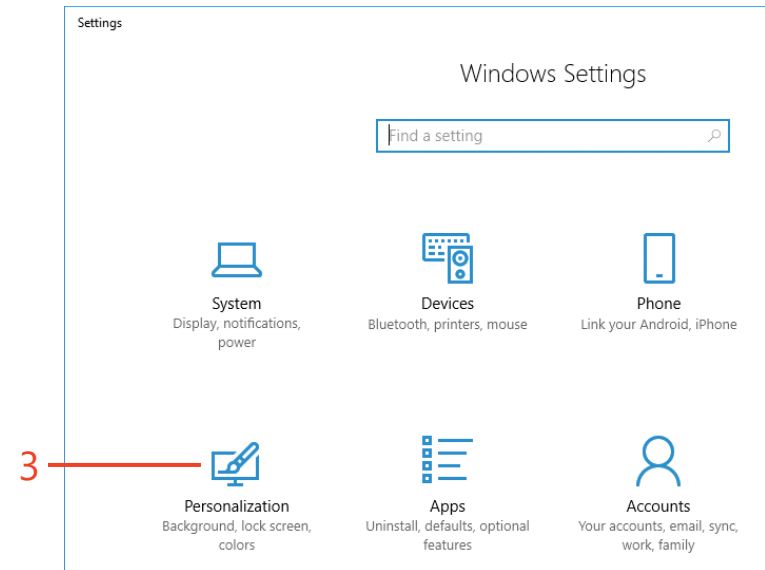 Settings
Windows Settings
Find a setting
System
Display, notifications,
power
Devices
Bluetooth, printers, mouse
Phone
Link your Android, iPhone
3
Personalization
Background, lock screen,
colors
Apps
Uninstall, defaults, optional
features
Accounts
Your accounts, email, sync,
work, family